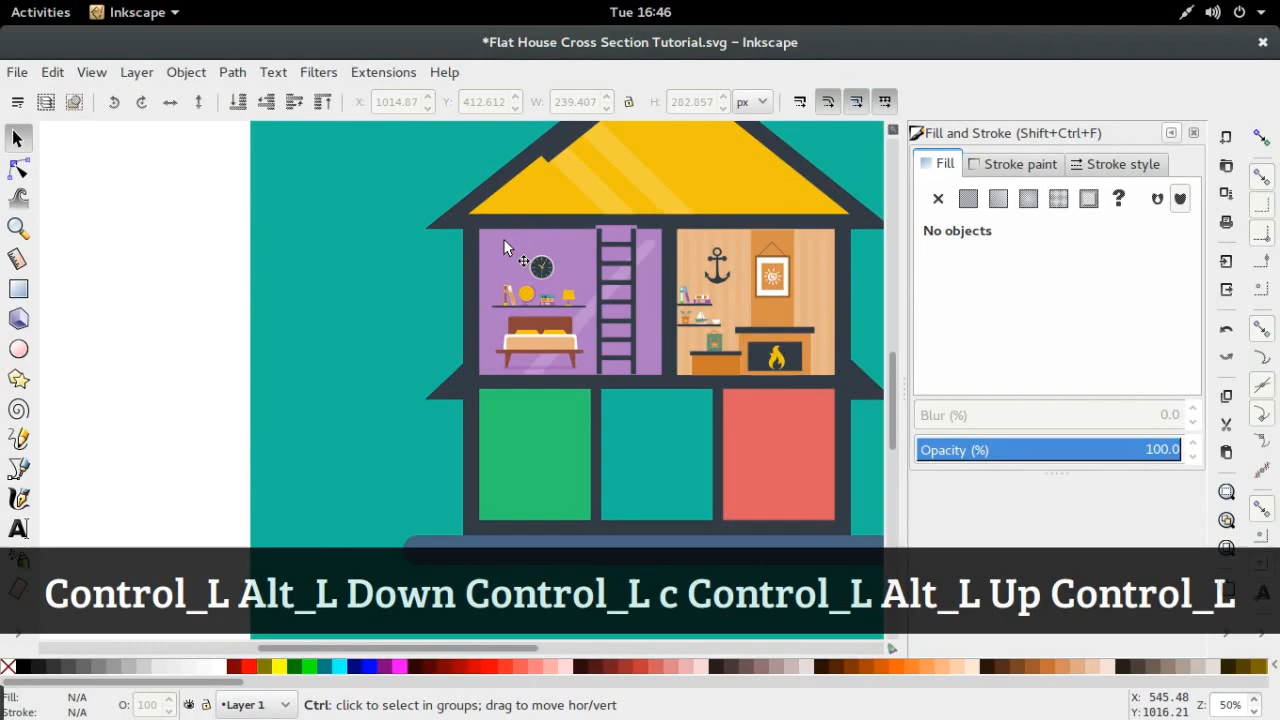 Activities Inkscape Tue 16:46
*Flat House Cross Section Tutorial.svg – Inkscape
File Edit View Layer Object Path Text Filters Extensions Help
X: 1014.87 Y: 412.612 W: 239.407 H: 282.857 px
Fill and Stroke (Shift+Ctrl+F)
Fill Stroke paint Stroke style
?
No objects
Blur (%) 0.0
Opacity (%) 100.0
Control_L Alt_L Down Control_L c Control_L Alt_L Up Control_L
Fill: N/A
Stroke: N/A
O: 100
Layer 1
Ctrl: click to select in groups; drag to move hor/vert
X: 545.48
Y: 1016.21
Z: 50%